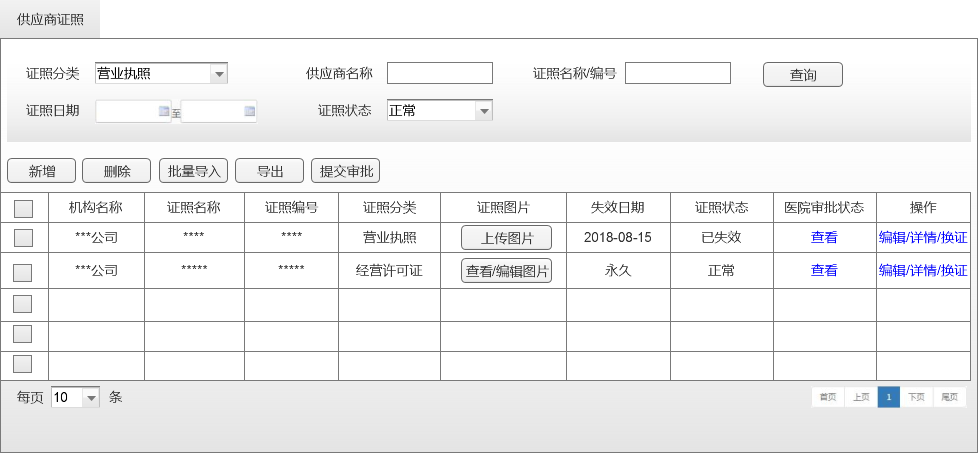 供应商证照
证照分类 营业执照 供应商名称 证照名称/编号 查询
证照日期 至 证照状态 正常
新增 删除 批量导入 导出 提交审批
机构名称 证照名称 证照编号 证照分类 证照图片 失效日期 证照状态 医院审批状态 操作
***公司 **** **** 营业执照 上传图片 2018-08-15 已失效 查看 编辑/详情/换证
***公司 ***** ***** 经营许可证 查看/编辑图片 永久 正常 查看 编辑/详情/换证
每页 10 条 首页 上页 1 下页 尾页